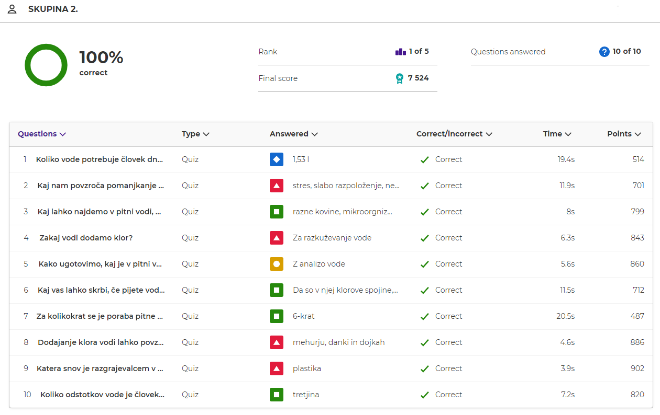 SKUPINA 2.
100%
correct
Rank 1 of 5
Final score 7 524
Questions answered 10 of 10
Questions Type Answered Correct/Incorrect Time Points
1 Koliko vode potrebuje človek dn... Quiz 1,53 l Correct 19.4s 514
2 Kaj nam povzroča pomanjkanje ... Quiz stres, slabo razpoloženje, ne... Correct 11.9s 701
3 Kaj lahko najdemo v pitni vodi, ... Quiz razne kovine, mikroorgniz... Correct 8s 799
4 Zakaj vodi dodamo klor? Quiz Za razkuževanje vode Correct 6.3s 843
5 Kako ugotovimo, kaj je v pitni v... Quiz Z analizo vode Correct 5.6s 860
6 Kaj vas lahko skrbi, če pijete vod... Quiz Da so v njej klorove spojine,... Correct 11.5s 712
7 Za kolikokrat se je poraba pitne ... Quiz 6-krat Correct 20.5s 487
8 Dodajanje klora vodi lahko povz... Quiz mehurju, danki in dojkah Correct 4.6s 886
9 Katera snov je razgrajevalcem v ... Quiz plastika Correct 3.9s 902
10 Koliko odstotkov vode je človek... Quiz tretjina Correct 7.2s 820